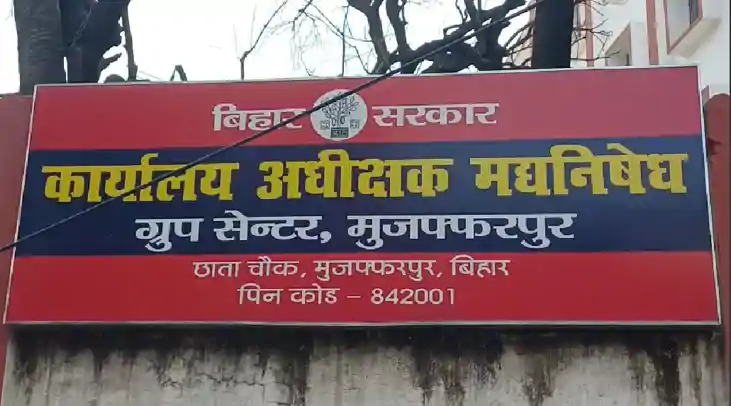 बिहार सरकार
कार्यालय अधीक्षक मद्यनिषेध
ग्रुप सेन्टर, मुजफ्फरपुर
छाता चौक, मुजफ्फरपुर, बिहार
पिन कोड – 842001